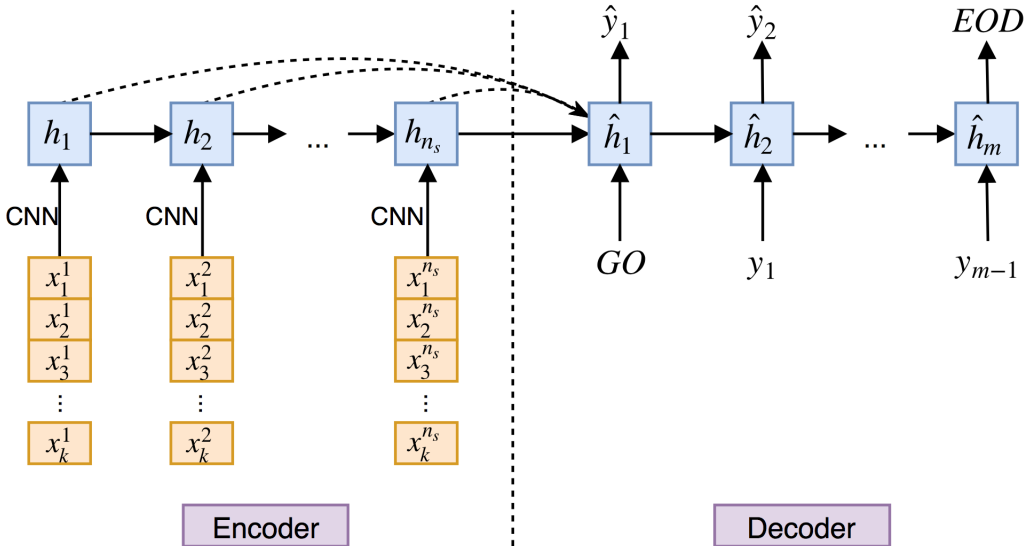 ŷ₁ ŷ₂ EOD
h₁ h₂ ... hₙₛ ĥ₁ ĥ₂ ... ĥₘ
CNN CNN CNN
GO y₁ yₘ₋₁
x₁¹ x₁² x₁ⁿˢ
x₂¹ x₂² x₂ⁿˢ
x₃¹ x₃² x₃ⁿˢ
⋮ ⋮ ⋮
xₖ¹ xₖ² xₖⁿˢ
Encoder Decoder